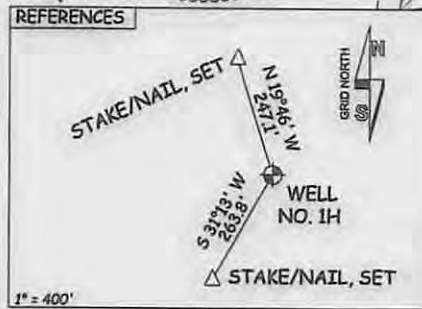 REFERENCES
STAKE/NAIL, SET
N 19°46' W
247.1'
GRID NORTH
N
S
WELL
NO. 1H
S 31°13' W
263.8'
STAKE/NAIL, SET
1" = 400'